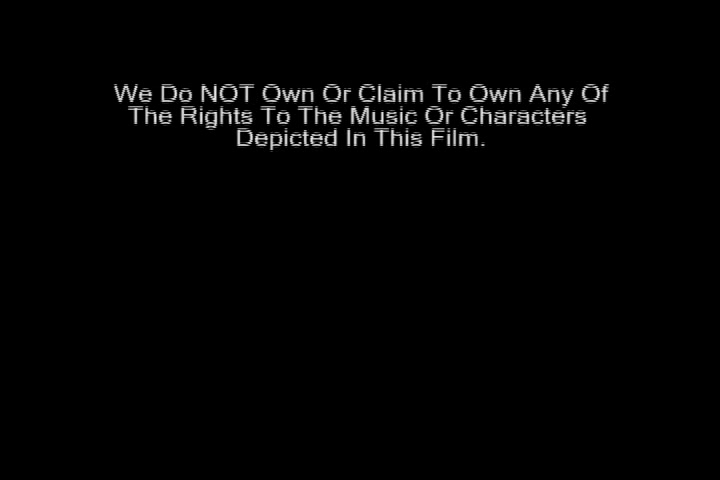 We Do NOT Own Or Claim To Own Any Of
The Rights To The Music Or Characters
Depicted In This Film.